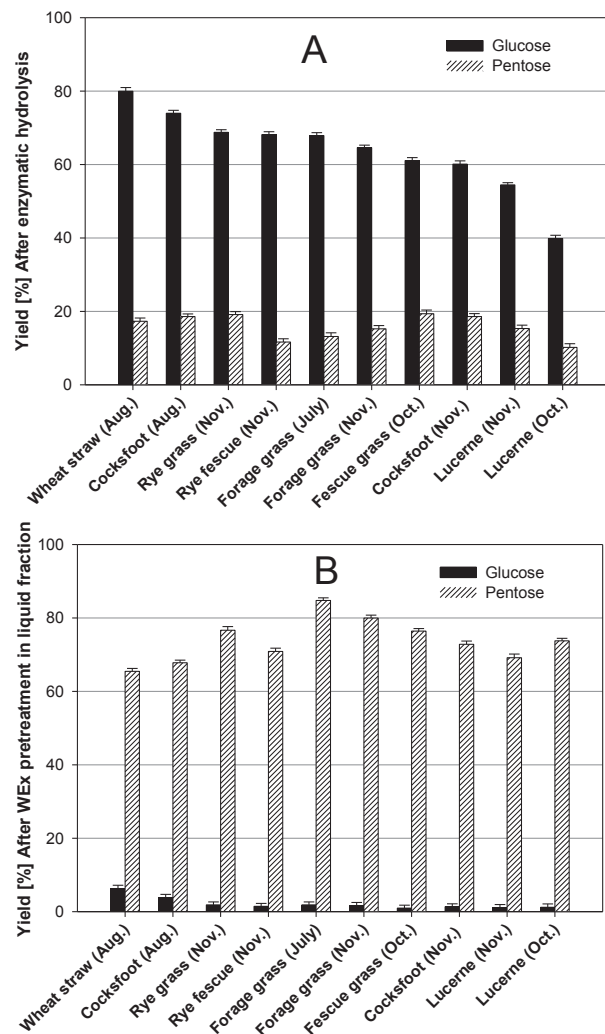 A
Glucose
Pentose
Yield [%] After enzymatic hydrolysis
100
80
60
40
20
0
Wheat straw (Aug.)
Cocksfoot (Aug.)
Rye grass (Nov.)
Rye fescue (Nov.)
Forage grass (July)
Forage grass (Nov.)
Fescue grass (Oct.)
Cocksfoot (Nov.)
Lucerne (Nov.)
Lucerne (Oct.)
B
Glucose
Pentose
Yield [%] After WEx pretreatment in liquid fraction
100
80
60
40
20
0
Wheat straw (Aug.)
Cocksfoot (Aug.)
Rye grass (Nov.)
Rye fescue (Nov.)
Forage grass (July)
Forage grass (Nov.)
Fescue grass (Oct.)
Cocksfoot (Nov.)
Lucerne (Nov.)
Lucerne (Oct.)